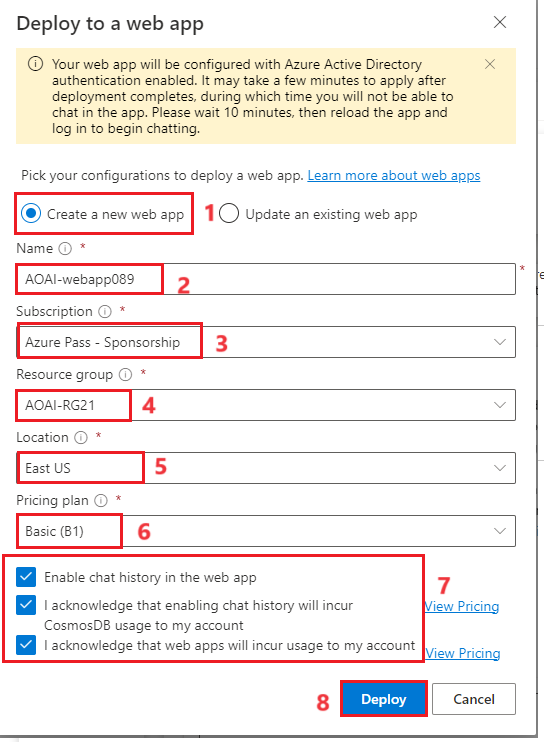 Deploy to a web app
Your web app will be configured with Azure Active Directory
authentication enabled. It may take a few minutes to apply after
deployment completes, during which time you will not be able to
chat in the app. Please wait 10 minutes, then reload the app and
log in to begin chatting.
Pick your configurations to deploy a web app. Learn more about web apps
Create a new web app 1 Update an existing web app
Name *
AOAI-webapp089 2 *
Subscription *
Azure Pass - Sponsorship 3
Resource group *
AOAI-RG21 4
Location *
East US 5
Pricing plan *
Basic (B1) 6
Enable chat history in the web app 7
I acknowledge that enabling chat history will incur View Pricing
CosmosDB usage to my account
I acknowledge that web apps will incur usage to my account View Pricing
8 Deploy Cancel